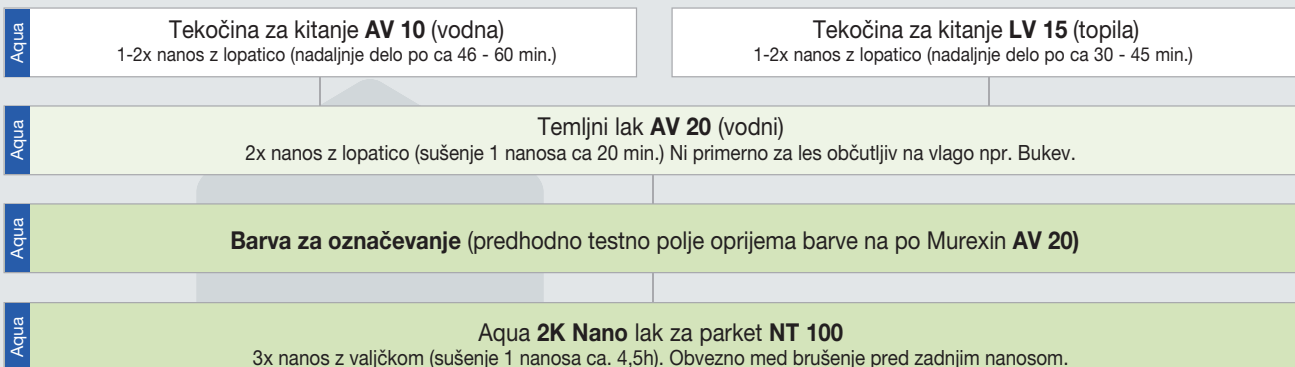 Aqua
Tekočina za kitanje AV 10 (vodna)
1-2x nanos z lopatico (nadaljnje delo po ca 46 - 60 min.)
Tekočina za kitanje LV 15 (topila)
1-2x nanos z lopatico (nadaljnje delo po ca 30 - 45 min.)
Aqua
Temljni lak AV 20 (vodni)
2x nanos z lopatico (sušenje 1 nanosa ca 20 min.) Ni primerno za les občutljiv na vlago npr. Bukev.
Aqua
Barva za označevanje (predhodno testno polje oprijema barve na po Murexin AV 20)
Aqua
Aqua 2K Nano lak za parket NT 100
3x nanos z valjčkom (sušenje 1 nanosa ca. 4,5h). Obvezno med brušenje pred zadnjim nanosom.